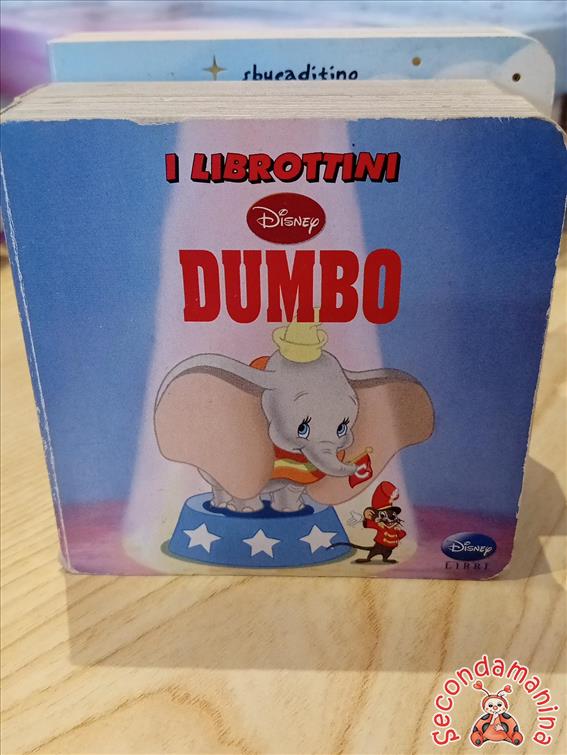 sbucaditino
I LIBROTTINI
Disney
DUMBO
Disney
LIBRI
Secondamanina